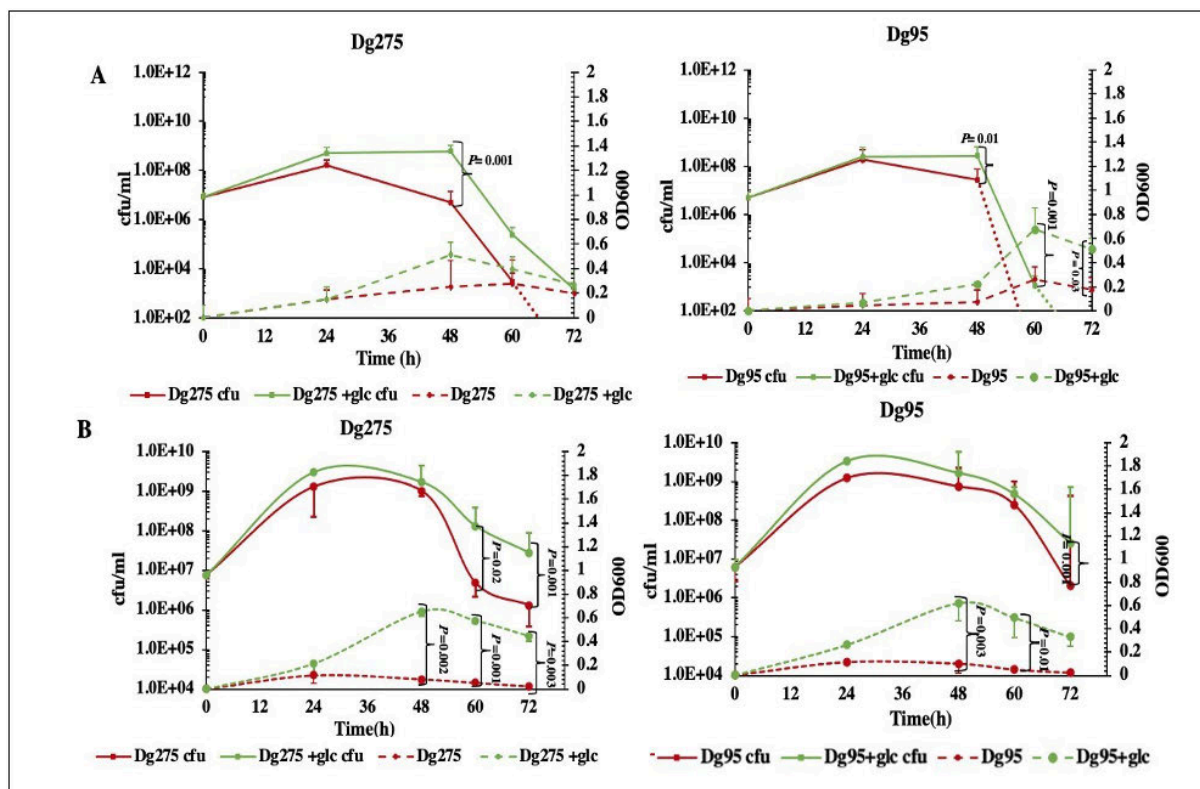 Dg275
Dg95
A
1.0E+12
1.0E+10
1.0E+08
1.0E+06
1.0E+04
1.0E+02
cfu/ml
P= 0.001
2
1.8
1.6
1.4
1.2
1
0.8
0.6
0.4
0.2
0
OD600
0 12 24 36 48 60 72
Time (h)
Dg275 cfu Dg275 +glc cfu Dg275 Dg275 +glc
1.0E+12
1.0E+10
1.0E+08
1.0E+06
1.0E+04
1.0E+02
cfu/ml
P= 0.01
P=0.001
P= 0.03
2
1.8
1.6
1.4
1.2
1
0.8
0.6
0.4
0.2
0
OD600
0 12 24 36 48 60 72
Time(h)
Dg95 cfu Dg95+glc cfu Dg95 Dg95+glc
B
Dg275
Dg95
1.0E+10
1.0E+09
1.0E+08
1.0E+07
1.0E+06
1.0E+05
1.0E+04
cfu/ml
P=0.02
P=0.001
P=0.002
P=0.001
P=0.003
2
1.8
1.6
1.4
1.2
1
0.8
0.6
0.4
0.2
0
OD600
0 12 24 36 48 60 72
Time(h)
Dg275 cfu Dg275 +glc cfu Dg275 Dg275 +glc
1.0E+10
1.0E+09
1.0E+08
1.0E+07
1.0E+06
1.0E+05
1.0E+04
cfu/ml
P= 0.001
P=0.003
P=0.01
2
1.8
1.6
1.4
1.2
1
0.8
0.6
0.4
0.2
0
OD600
0 12 24 36 48 60 72
Time(h)
Dg95 cfu Dg95+glc cfu Dg95 Dg95+glc